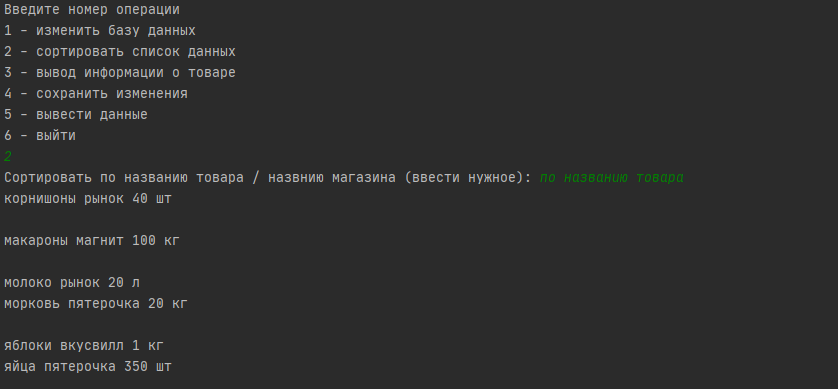 Введите номер операции
1 - изменить базу данных
2 - сортировать список данных
3 - вывод информации о товаре
4 - сохранить изменения
5 - вывести данные
6 - выйти
2
Сортировать по названию товара / назвнию магазина (ввести нужное): по названию товара
корнишоны рынок 40 шт
макароны магнит 100 кг
молоко рынок 20 л
морковь пятерочка 20 кг
яблоки вкусвилл 1 кг
яйца пятерочка 350 шт